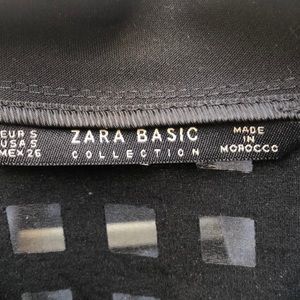 EUR S
USA S
MEX 26
ZARA BASIC
COLLECTION
MADE IN
MOROCCO